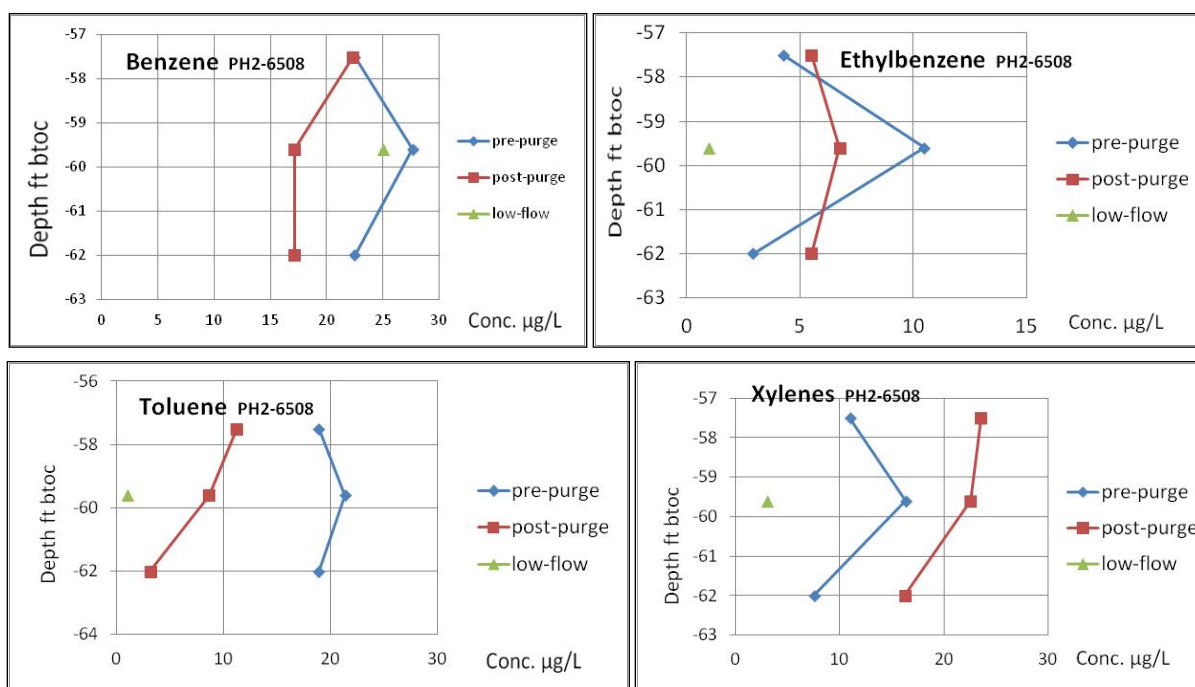 Benzene PH2-6508
Depth ft btoc
-57
-58
-59
-60
-61
-62
-63
0 5 10 15 20 25 30
Conc. µg/L
pre-purge
post-purge
low-flow
Ethylbenzene PH2-6508
Depth ft btoc
-57
-58
-59
-60
-61
-62
-63
0 5 10 15
Conc. µg/L
pre-purge
post-purge
low-flow
Toluene PH2-6508
Depth ft btoc
-56
-58
-60
-62
-64
0 10 20 30
Conc. µg/L
pre-purge
post-purge
low-flow
Xylenes PH2-6508
Depth ft btoc
-57
-58
-59
-60
-61
-62
-63
0 10 20 30
Conc. µg/L
pre-purge
post-purge
low-flow